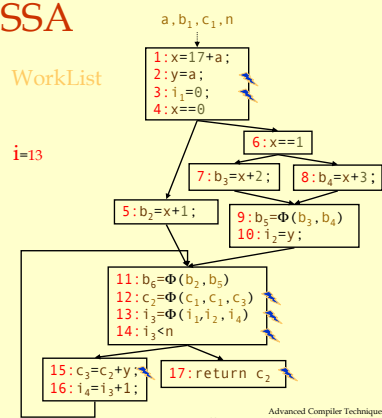 SSA
a,b₁,c₁,n
WorkList
1:x=17+a;
2:y=a;
3:i₁=0;
4:x==0
i=13
6:x==1
7:b₃=x+2;
8:b₄=x+3;
5:b₂=x+1;
9:b₅=Φ(b₃,b₄)
10:i₂=y;
11:b₆=Φ(b₂,b₅)
12:c₂=Φ(c₁,c₁,c₃)
13:i₃=Φ(i₁,i₂,i₄)
14:i₃<n
15:c₃=c₂+y;
16:i₄=i₃+1;
17:return c₂
Advanced Compiler Technique